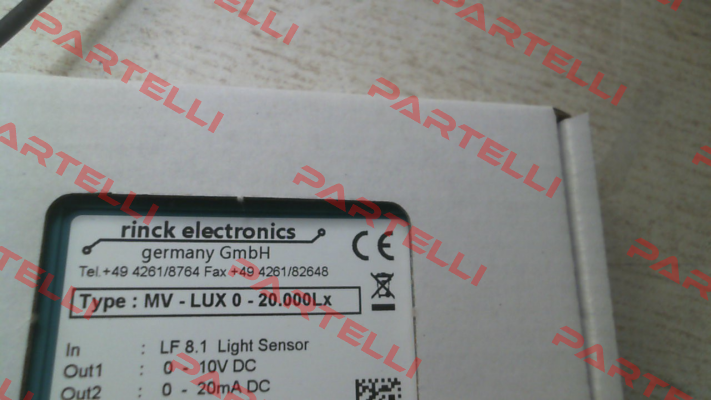 rinck electronics
germany GmbH
Tel.+49 4261/8764 Fax +49 4261/82648
Type : MV - LUX 0 - 20.000Lx
In : LF 8.1 Light Sensor
Out1 : 0 - 10V DC
Out2 : 0 - 20mA DC
CE
PARTELLI
PARTELLI
PARTELLI
PARTELLI
PARTELLI
PARTELLI
PARTELLI
PARTELLI
PARTELLI